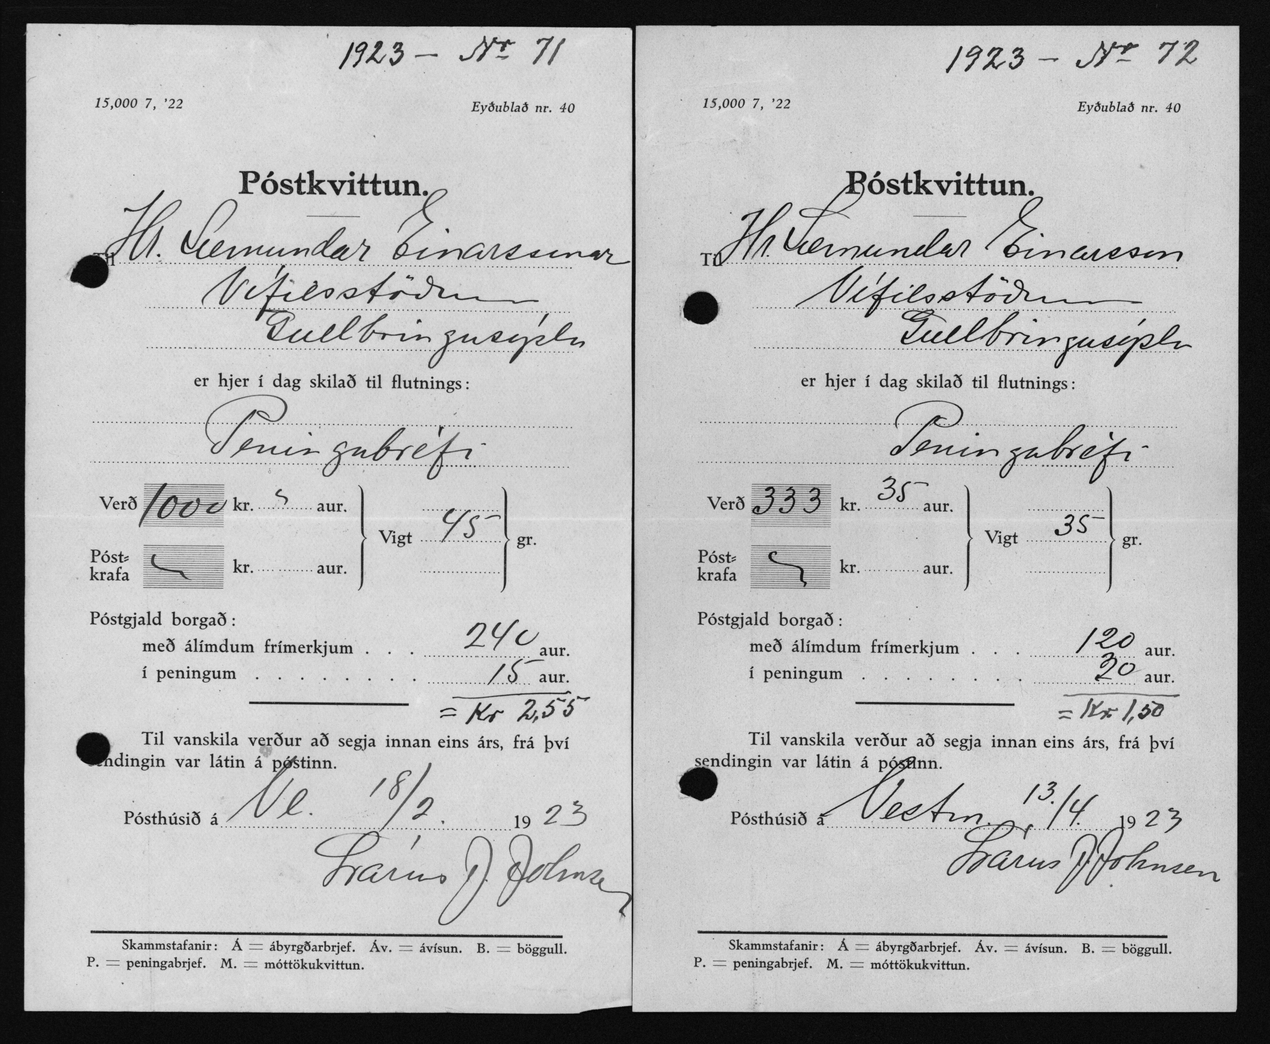 1923 – Nr 71
15,000 7, '22 Eyðublað nr. 40
Póstkvittun.
Til Hr. Sæmundar Einarssonar
Vífilsstöðum
Gullbringusýslu
er hjer í dag skilað til flutnings:
Peningabréfi
Verð 1000 kr. " aur.
Vigt 45 gr.
Póst-
krafa kr. aur.
Póstgjald borgað:
með álímdum frímerkjum . . . 240 aur.
í peningum . . . . . . . . 15 aur.
= Kr 2,55
Til vanskila verður að segja innan eins árs, frá því
sendingin var látin á póstinn.
Pósthúsið á Ve. 18/2. 1923
Lárus J. Johnsen
Skammstafanir: Á = ábyrgðarbrjef. Áv. = ávísun. B. = böggull.
P. = peningabrjef. M. = móttökukvittun.
1923 – Nr 72
15,000 7, '22 Eyðublað nr. 40
Póstkvittun.
Til Hr. Sæmundar Einarsson
Vífilsstöðum
Gullbringusýslu
er hjer í dag skilað til flutnings:
Peningabréfi
Verð 333 kr. 35 aur.
Vigt 35 gr.
Póst-
krafa kr. aur.
Póstgjald borgað:
með álímdum frímerkjum . . . 120 aur.
í peningum . . . . . . . . 30 aur.
= Kr 1,50
Til vanskila verður að segja innan eins árs, frá því
sendingin var látin á póstinn.
Pósthúsið á Vestm. 13./4. 1923
Lárus J. Johnsen
Skammstafanir: Á = ábyrgðarbrjef. Áv. = ávísun. B. = böggull.
P. = peningabrjef. M. = móttökukvittun.